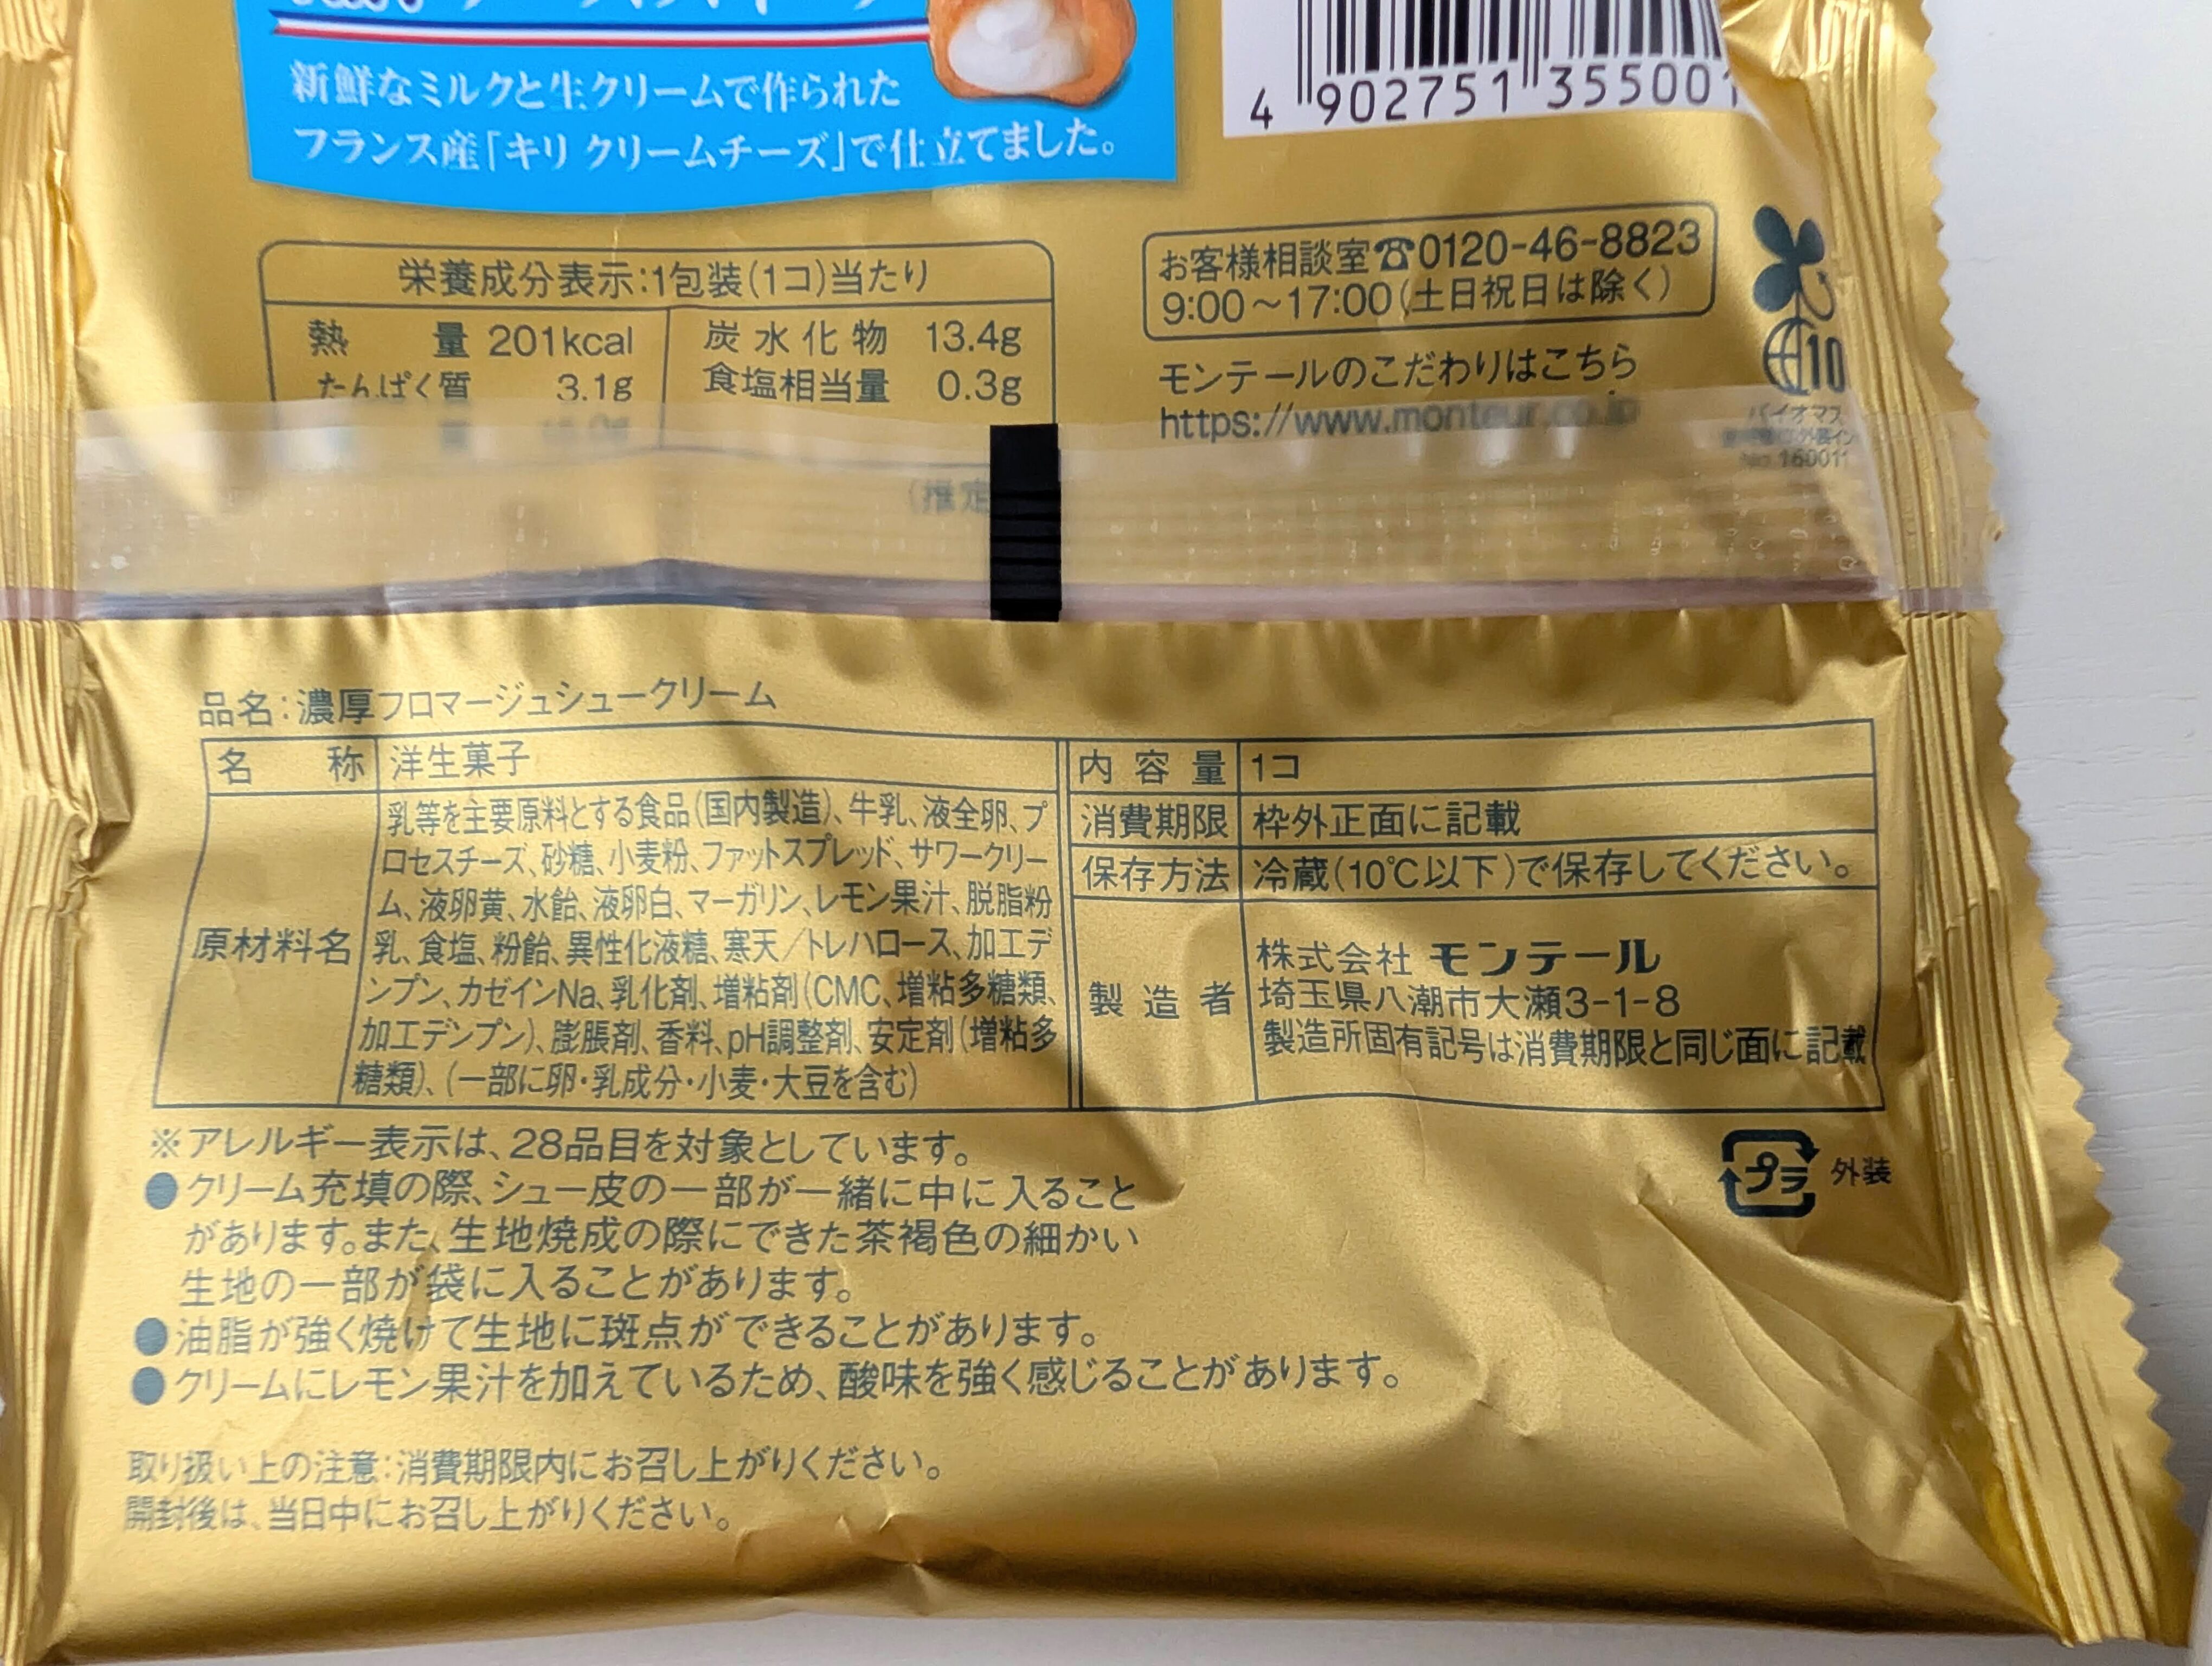 新鮮なミルクと生クリームで作られた
フランス産「キリ クリームチーズ」で仕立てました。
4 902751 355001
栄養成分表示:1包装(1コ)当たり
熱 量 201kcal 炭水化物 13.4g
たんぱく質 3.1g 食塩相当量 0.3g
(推定
お客様相談室☎0120-46-8823
9:00～17:00(土日祝日は除く)
モンテールのこだわりはこちら
https://www.monteur.co.jp
10
バイオマス
No 160011
品名:濃厚フロマージュシュークリーム
名 称 洋生菓子
原材料名 乳等を主要原料とする食品(国内製造)、牛乳、液全卵、プ
ロセスチーズ、砂糖、小麦粉、ファットスプレッド、サワークリー
ム、液卵黄、水飴、液卵白、マーガリン、レモン果汁、脱脂粉
乳、食塩、粉飴、異性化液糖、寒天／トレハロース、加工デ
ンプン、カゼインNa、乳化剤、増粘剤(CMC、増粘多糖類、
加工デンプン)、膨脹剤、香料、pH調整剤、安定剤(増粘多
糖類)、(一部に卵・乳成分・小麦・大豆を含む)
内容量 1コ
消費期限 枠外正面に記載
保存方法 冷蔵(10℃以下)で保存してください。
製造者 株式会社 モンテール
埼玉県八潮市大瀬3-1-8
製造所固有記号は消費期限と同じ面に記載
※アレルギー表示は、28品目を対象としています。
●クリーム充填の際、シュー皮の一部が一緒に中に入ること
があります。また、生地焼成の際にできた茶褐色の細かい
生地の一部が袋に入ることがあります。
●油脂が強く焼けて生地に斑点ができることがあります。
●クリームにレモン果汁を加えているため、酸味を強く感じることがあります。
プラ 外装
取り扱い上の注意:消費期限内にお召し上がりください。
開封後は、当日中にお召し上がりください。